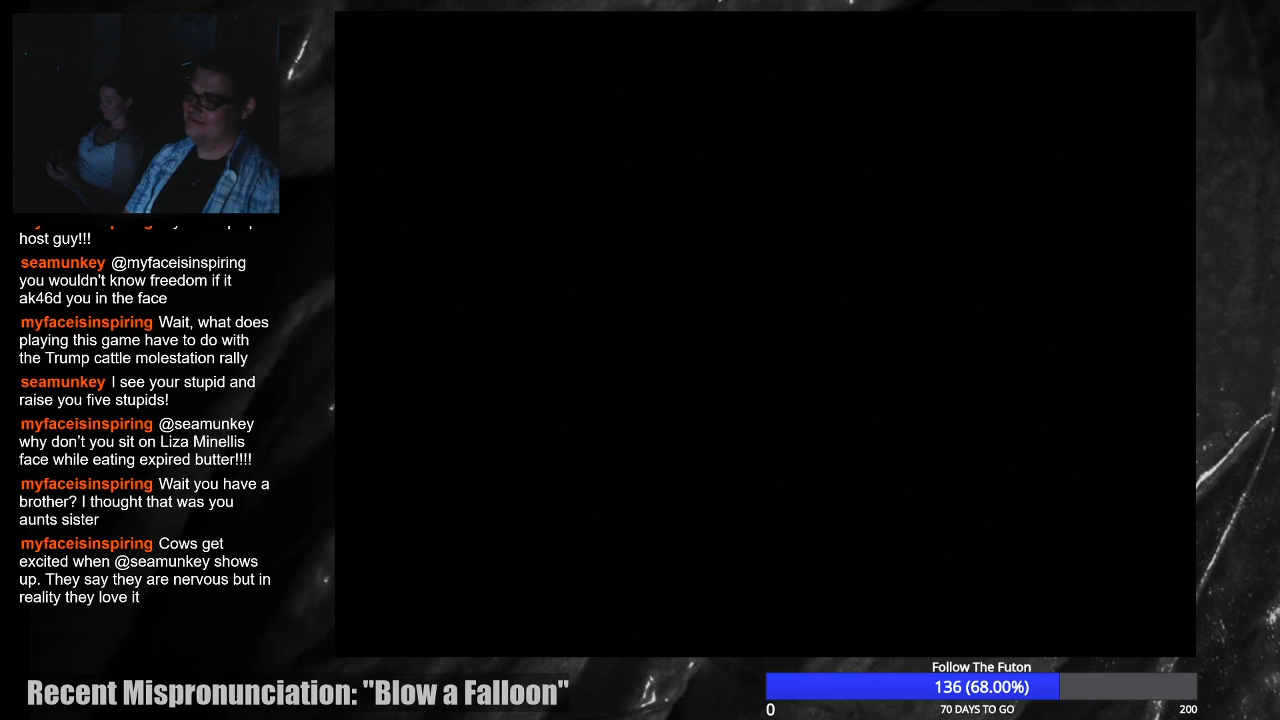 host guy!!!
seamunkey @myfaceisinspiring
you wouldn't know freedom if it
ak46d you in the face
myfaceisinspiring Wait, what does
playing this game have to do with
the Trump cattle molestation rally
seamunkey I see your stupid and
raise you five stupids!
myfaceisinspiring @seamunkey
why don't you sit on Liza Minellis
face while eating expired butter!!!!
myfaceisinspiring Wait you have a
brother? I thought that was you
aunts sister
myfaceisinspiring Cows get
excited when @seamunkey shows
up. They say they are nervous but in
reality they love it
Recent Mispronunciation: "Blow a Falloon"
Follow The Futon
136 (68.00%)
0 70 DAYS TO GO 200